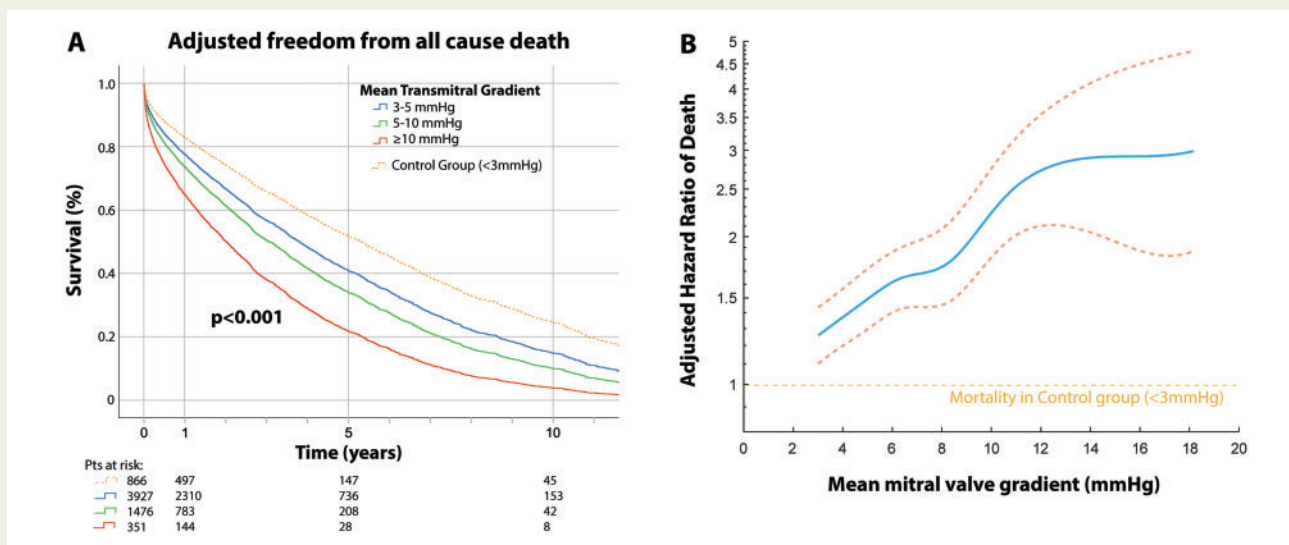 A
Adjusted freedom from all cause death
Survival (%)
1.0
0.8
0.6
0.4
0.2
0
Mean Transmitral Gradient
3-5 mmHg
5-10 mmHg
≥10 mmHg
Control Group (<3mmHg)
p<0.001
0 1 5 10
Time (years)
Pts at risk:
866 497 147 45
3927 2310 736 153
1476 783 208 42
351 144 28 8
B
Adjusted Hazard Ratio of Death
5
4.5
4
3.5
3
2.5
2
1.5
1
Mortality in Control group (<3mmHg)
0 2 4 6 8 10 12 14 16 18 20
Mean mitral valve gradient (mmHg)